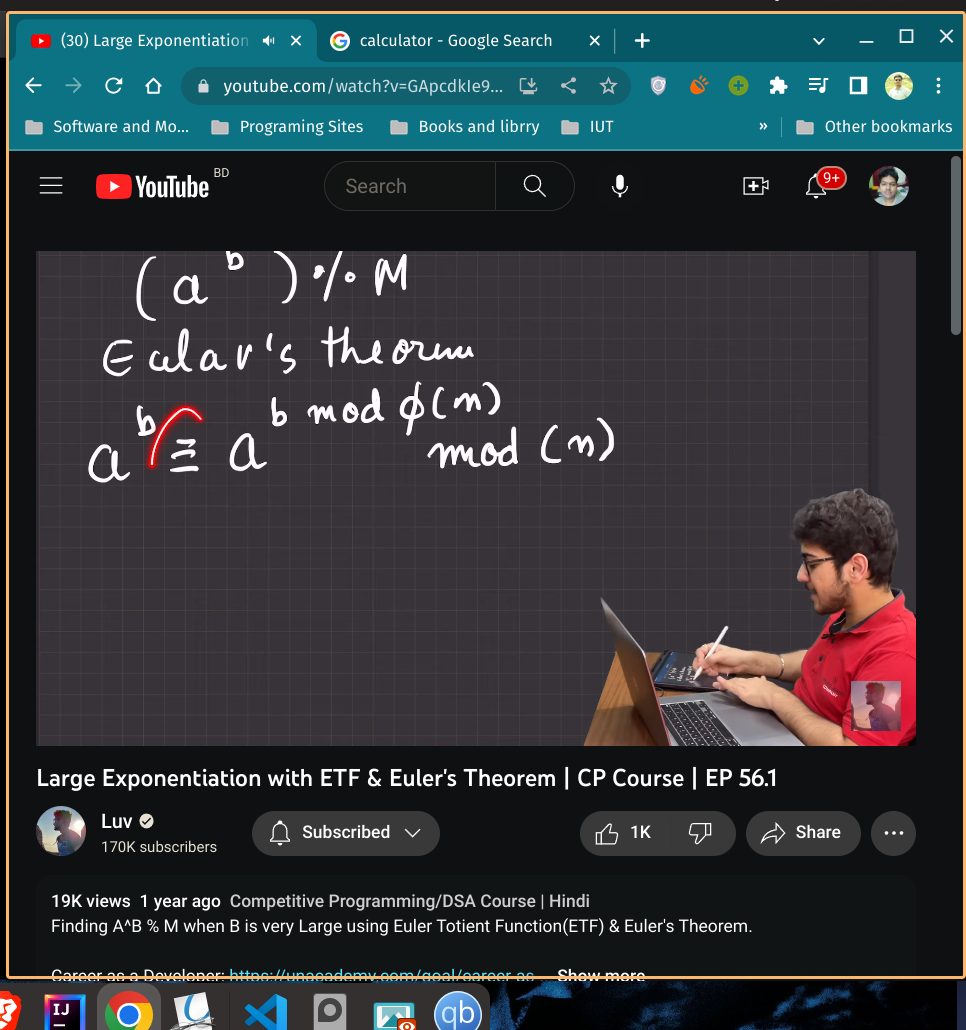 (30) Large Exponentiation
calculator - Google Search
youtube.com/watch?v=GApcdkIe9...
Software and Mo...
Programing Sites
Books and librry
IUT
»
Other bookmarks
YouTube BD
Search
9+
(a^b) % M
Eular's theorm
a^b ≡ a^(b mod φ(n)) mod (n)
Large Exponentiation with ETF & Euler's Theorem | CP Course | EP 56.1
Luv
170K subscribers
Subscribed
1K
Share
19K views 1 year ago Competitive Programming/DSA Course | Hindi
Finding A^B % M when B is very Large using Euler Totient Function(ETF) & Euler's Theorem.
Career as a Developer: https://unacademy.com/goal/career-as... Show more
IJ
qb